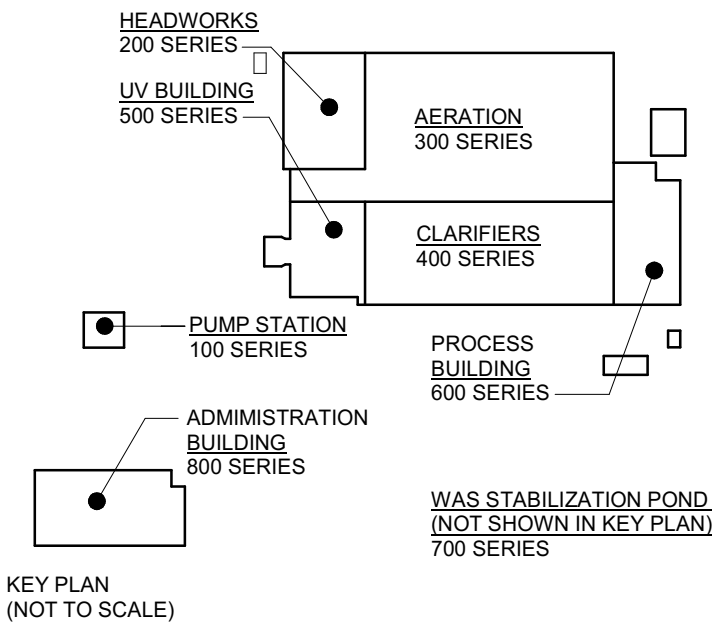 HEADWORKS
200 SERIES
UV BUILDING
500 SERIES
AERATION
300 SERIES
CLARIFIERS
400 SERIES
PUMP STATION
100 SERIES
PROCESS
BUILDING
600 SERIES
ADMIMISTRATION
BUILDING
800 SERIES
WAS STABILIZATION POND
(NOT SHOWN IN KEY PLAN)
700 SERIES
KEY PLAN
(NOT TO SCALE)